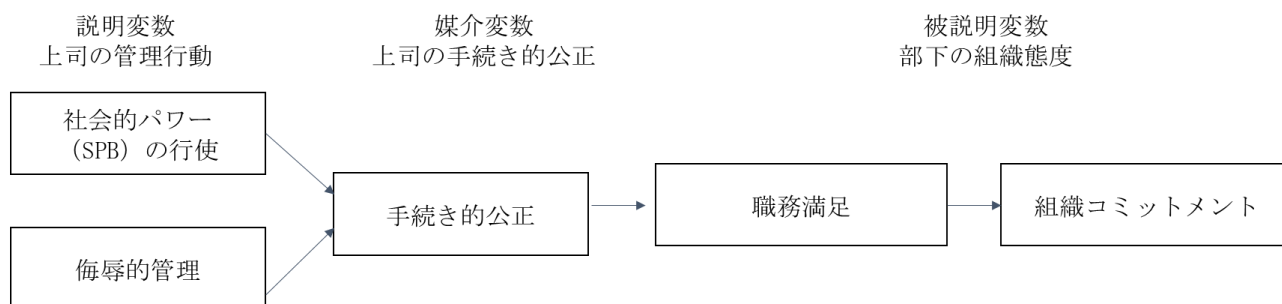 説明変数
上司の管理行動
媒介変数
上司の手続き的公正
被説明変数
部下の組織態度
社会的パワー
（SPB）の行使
侮辱的管理
手続き的公正
職務満足
組織コミットメント